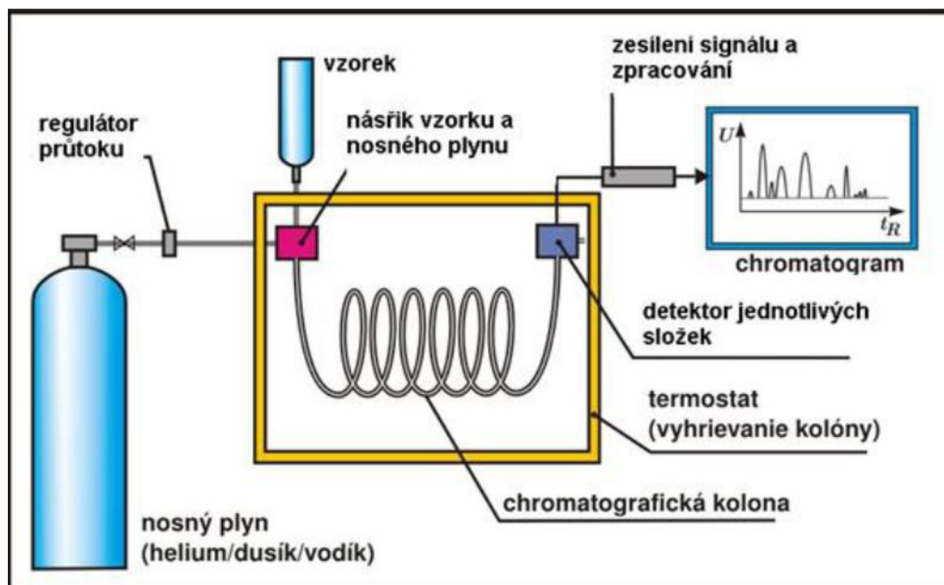 vzorek
zesílení signálu a
zpracování
regulátor
průtoku
násřik vzorku a
nosného plynu
U
t_R
chromatogram
detektor jednotlivých
složek
termostat
(vyhrievanie kolóny)
chromatografická kolona
nosný plyn
(helium/dusík/vodík)